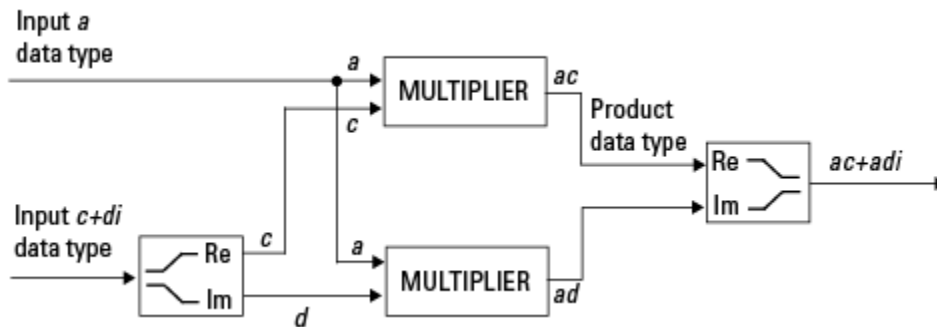 Input a
data type
a
MULTIPLIER
ac
c
Product
data type
Re
Im
ac+adi
Input c+di
data type
Re
Im
c
d
a
MULTIPLIER
ad